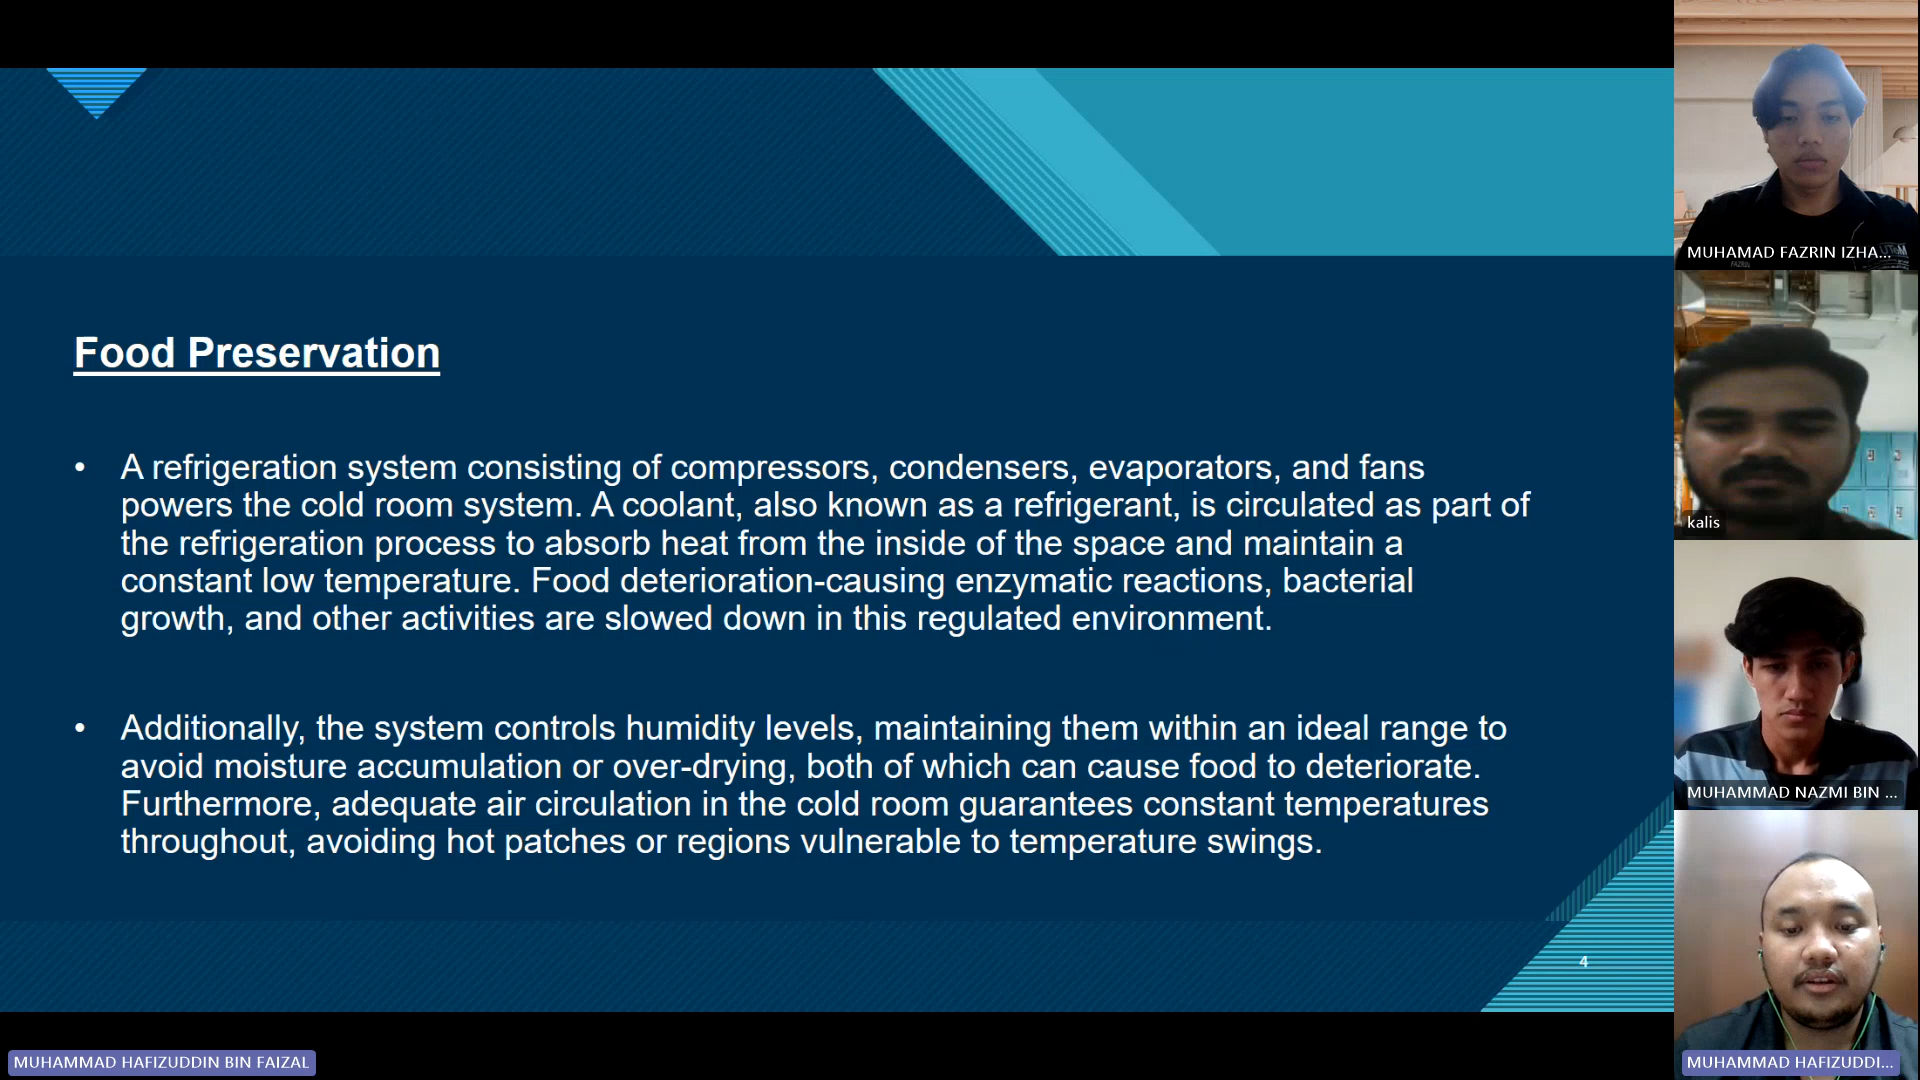 Food Preservation
• A refrigeration system consisting of compressors, condensers, evaporators, and fans
powers the cold room system. A coolant, also known as a refrigerant, is circulated as part of
the refrigeration process to absorb heat from the inside of the space and maintain a
constant low temperature. Food deterioration-causing enzymatic reactions, bacterial
growth, and other activities are slowed down in this regulated environment.
• Additionally, the system controls humidity levels, maintaining them within an ideal range to
avoid moisture accumulation or over-drying, both of which can cause food to deteriorate.
Furthermore, adequate air circulation in the cold room guarantees constant temperatures
throughout, avoiding hot patches or regions vulnerable to temperature swings.
4
MUHAMMAD HAFIZUDDIN BIN FAIZAL
MUHAMAD FAZRIN IZHA...
kalis
MUHAMMAD NAZMI BIN ...
MUHAMMAD HAFIZUDDI...